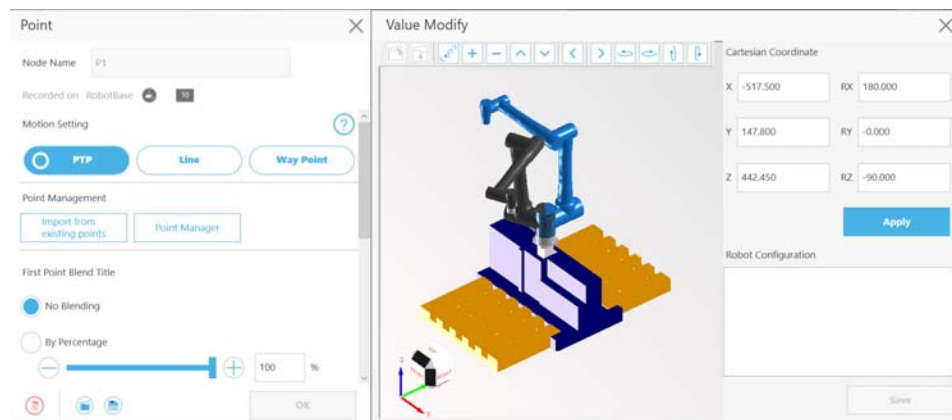 Point
Node Name P1
Recorded on RobotBase T0
Motion Setting
?
PTP Line Way Point
Point Management
Import from
existing points
Point Manager
First Point Blend Title
No Blending
By Percentage
100 %
OK
Value Modify
Z
Cartesian Coordinate
X -517.500 RX 180.000
Y 147.800 RY -0.000
Z 442.450 RZ -90.000
Apply
Robot Configuration
Save